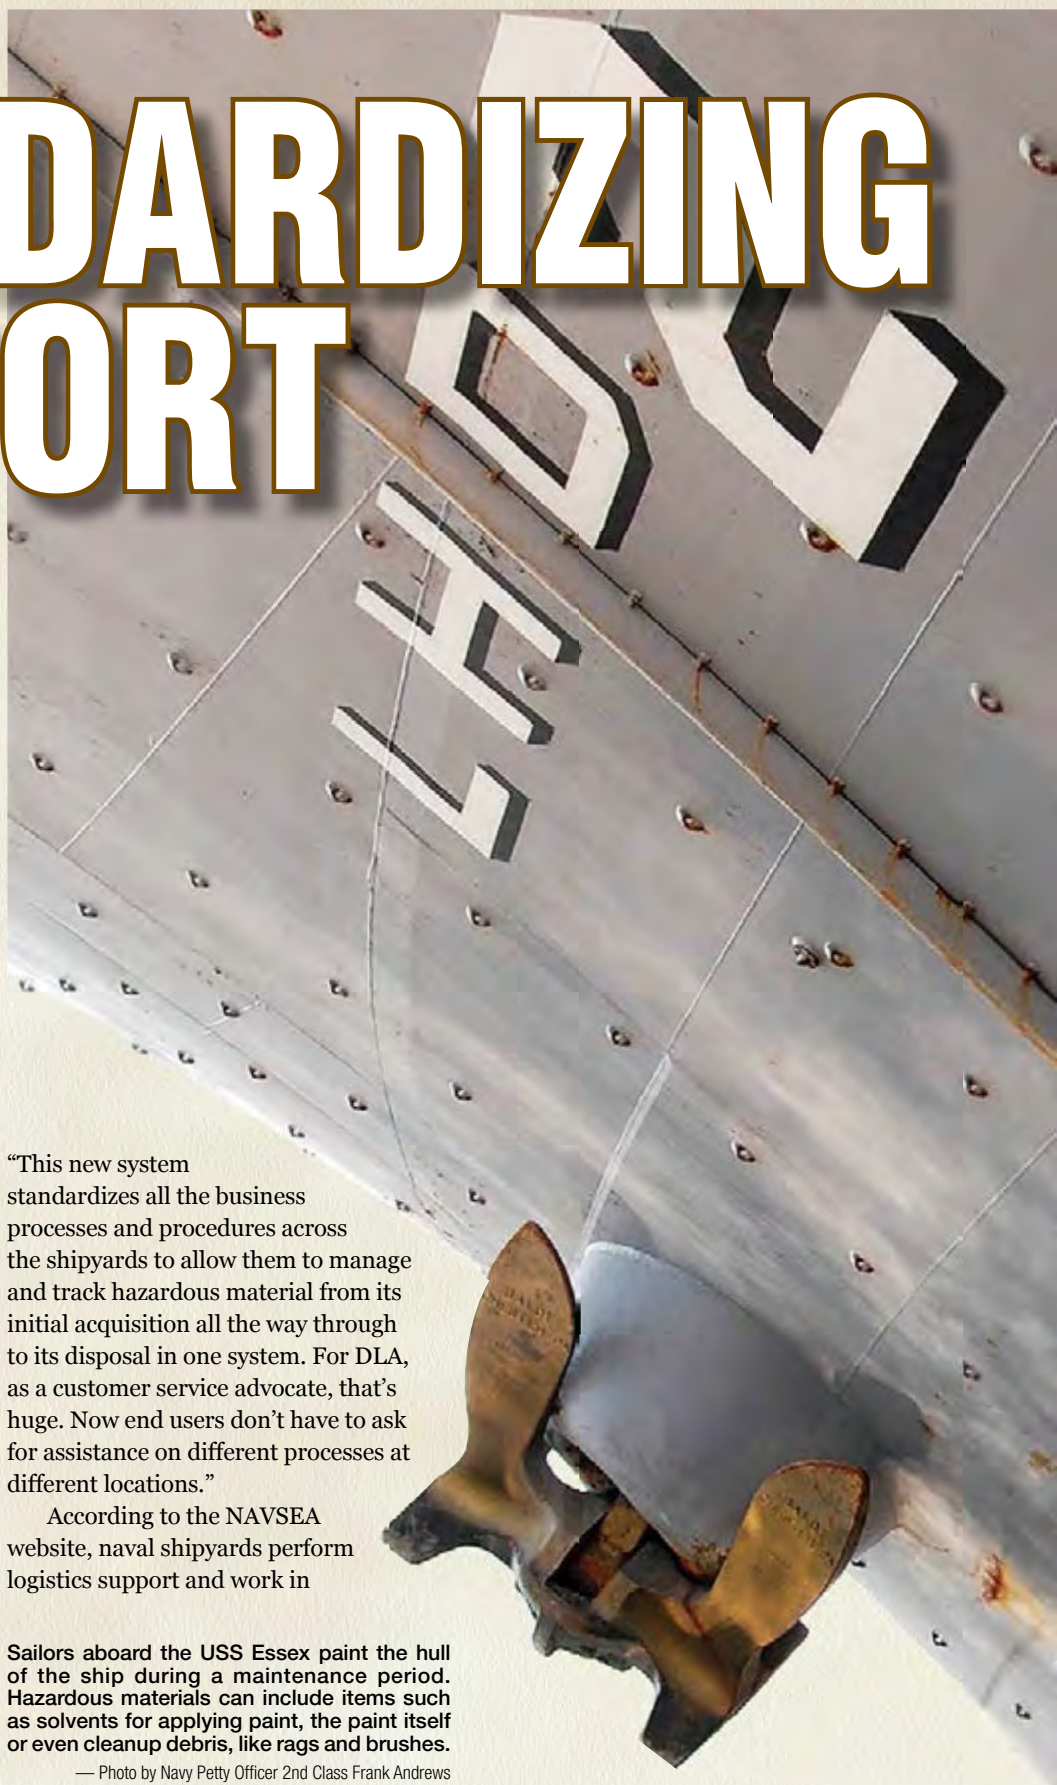 DARDIZING
ORT
LHD
“This new system
standardizes all the business
processes and procedures across
the shipyards to allow them to manage
and track hazardous material from its
initial acquisition all the way through
to its disposal in one system. For DLA,
as a customer service advocate, that’s
huge. Now end users don’t have to ask
for assistance on different processes at
different locations.”
According to the NAVSEA
website, naval shipyards perform
logistics support and work in
Sailors aboard the USS Essex paint the hull
of the ship during a maintenance period.
Hazardous materials can include items such
as solvents for applying paint, the paint itself
or even cleanup debris, like rags and brushes.
— Photo by Navy Petty Officer 2nd Class Frank Andrews